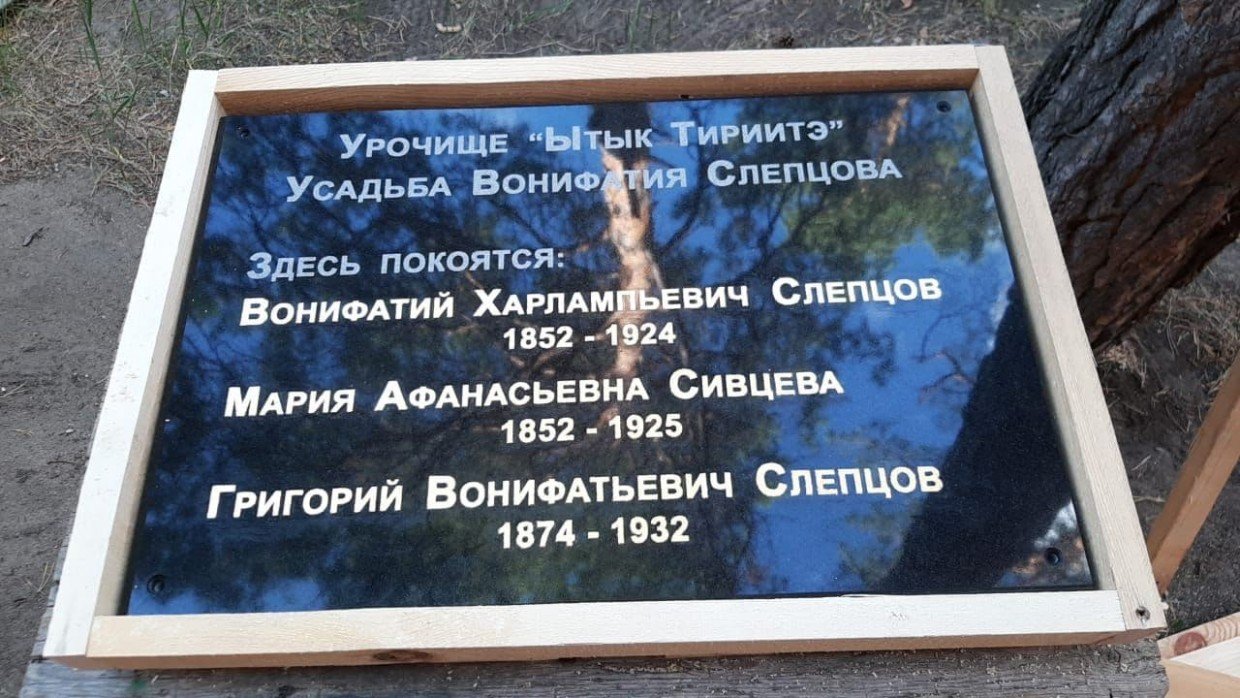 Урочище "Ытык Тириитэ"
Усадьба Вонифатия Слепцова
Здесь покоятся:
Вонифатий Харлампьевич Слепцов
1852 - 1924
Мария Афанасьевна Сивцева
1852 - 1925
Григорий Вонифатьевич Слепцов
1874 - 1932